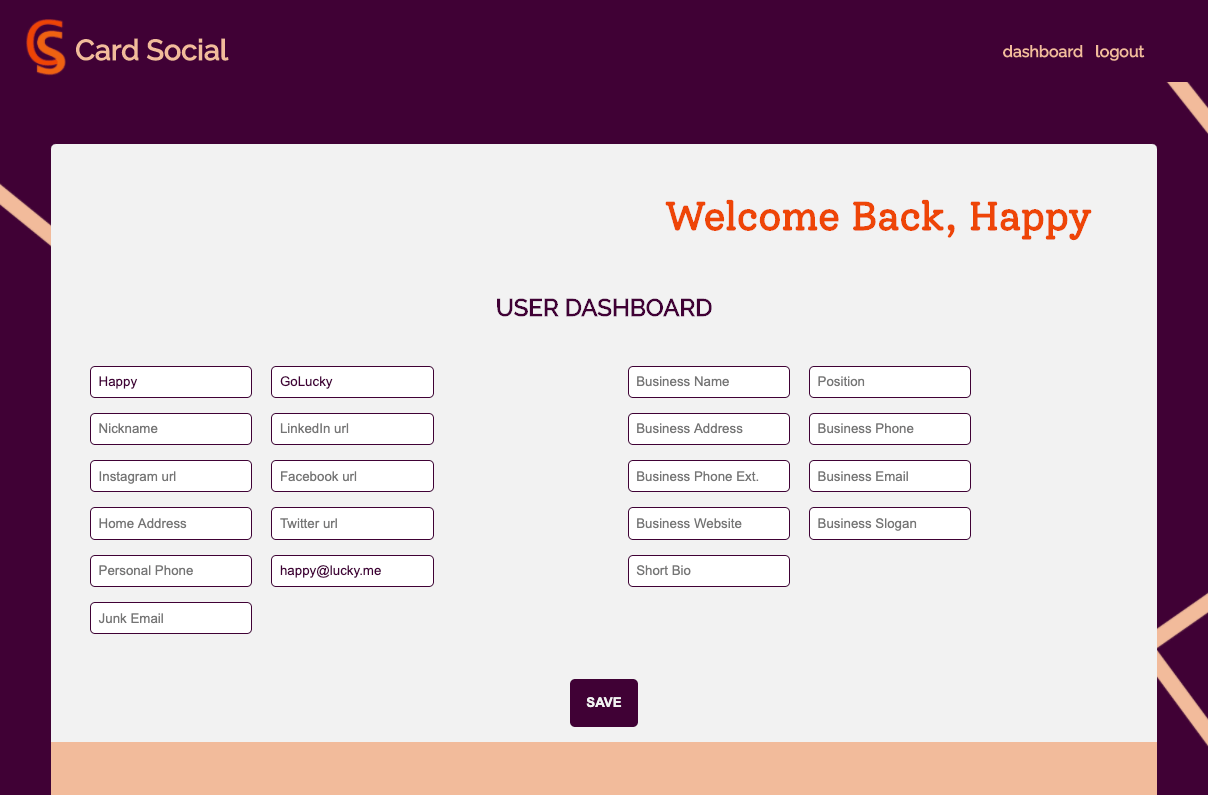 CS Card Social
dashboard logout
Welcome Back, Happy
USER DASHBOARD
Happy GoLucky Business Name Position
Nickname LinkedIn url Business Address Business Phone
Instagram url Facebook url Business Phone Ext. Business Email
Home Address Twitter url Business Website Business Slogan
Personal Phone happy@lucky.me Short Bio
Junk Email
SAVE